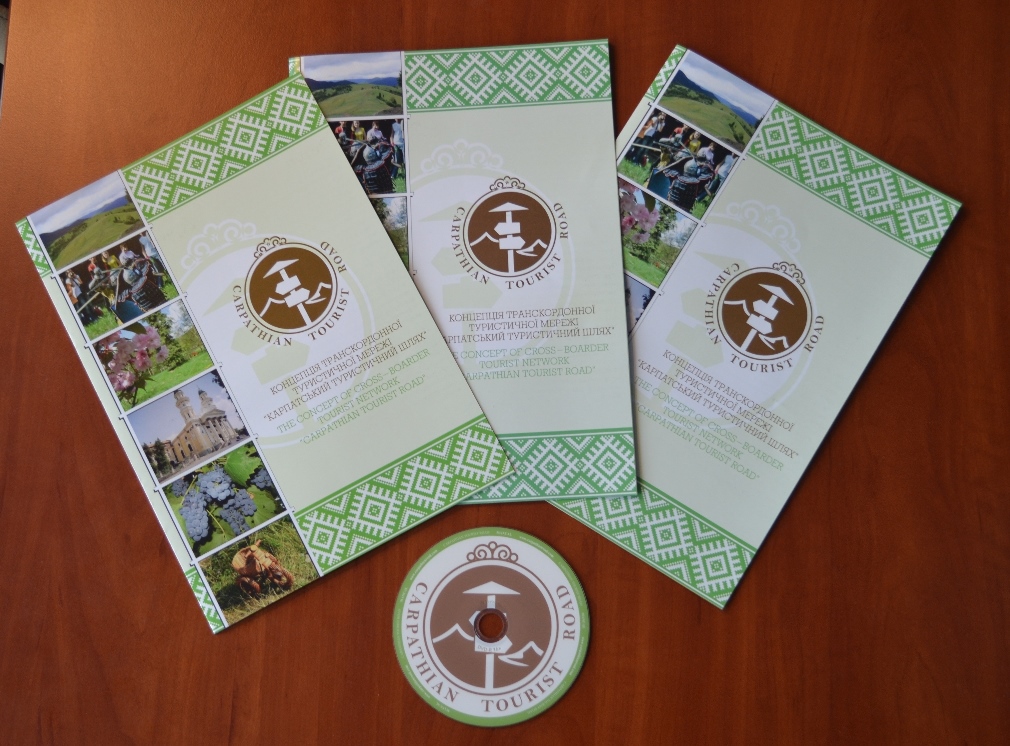 CARPATHIAN TOURIST ROAD
КОНЦЕПЦІЯ ТРАНСКОРДОННОЇ
ТУРИСТИЧНОЇ МЕРЕЖІ
"КАРПАТСЬКИЙ ТУРИСТИЧНИЙ ШЛЯХ"
THE CONCEPT OF CROSS – BOARDER
TOURIST NETWORK
"CARPATHIAN TOURIST ROAD"
CARPATHIAN TOURIST ROAD
КОНЦЕПЦІЯ ТРАНСКОРДОННОЇ
ТУРИСТИЧНОЇ МЕРЕЖІ
РПАТСЬКИЙ ТУРИСТИЧНИЙ ШЛЯХ"
E CONCEPT OF CROSS – BOARDER
TOURIST NETWORK
CARPATHIAN TOURIST ROAD"
CARPATHIAN TOURIST ROAD
КОНЦЕПЦІЯ ТРАНСКОРДОННОЇ
ТУРИСТИЧНОЇ МЕРЕЖІ
"КАРПАТСЬКИЙ ТУРИСТИЧНИЙ ШЛЯХ"
THE CONCEPT OF CROSS – BOARDER
TOURIST NETWORK
"CARPATHIAN TOURIST ROAD"
CARPATHIAN TOURIST ROAD